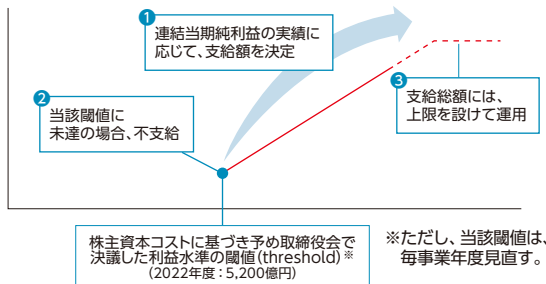 1
連結当期純利益の実績に
応じて、支給額を決定
2
当該閾値に
未達の場合、不支給
3
支給総額には、
上限を設けて運用
株主資本コストに基づき予め取締役会で
決議した利益水準の閾値(threshold)※
(2022年度:5,200億円)
※ただし、当該閾値は、
毎事業年度見直す。